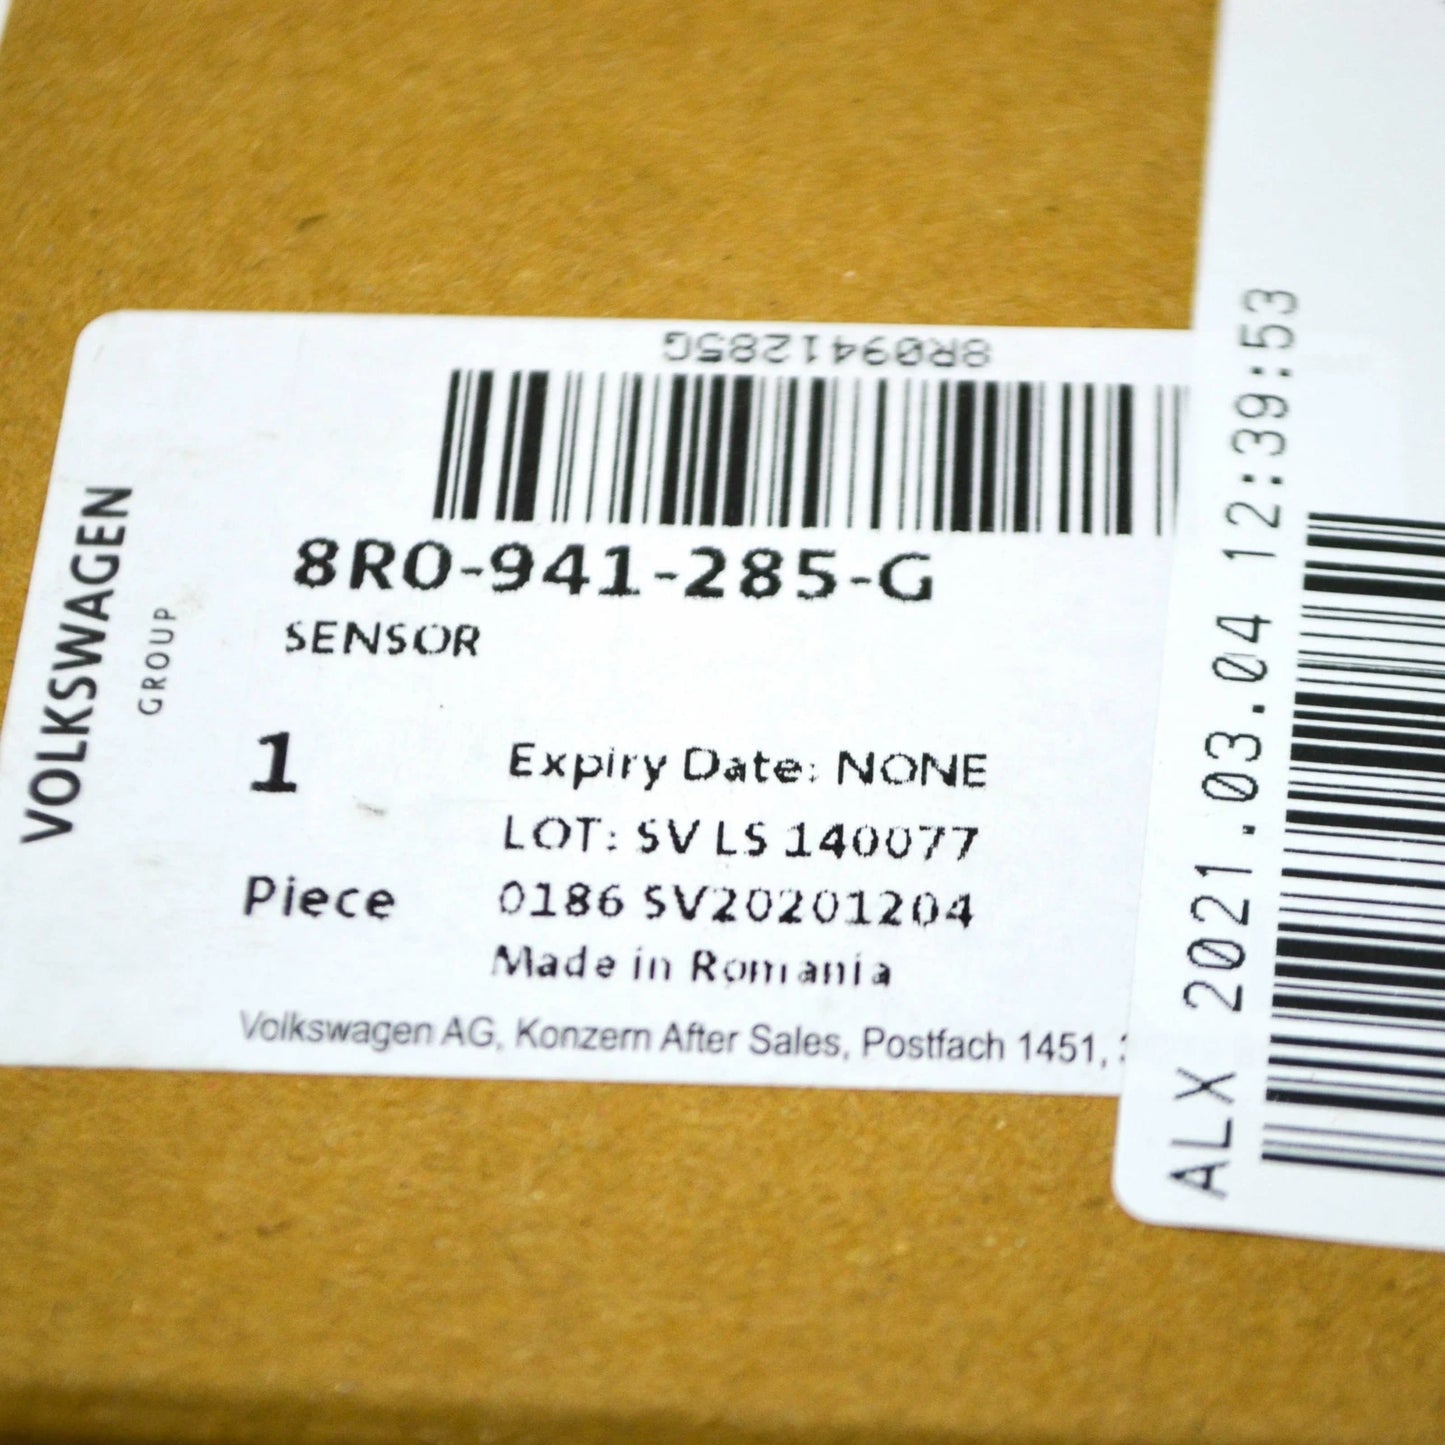 8R0941285G
8R0-941-285-G
SENSOR
VOLKSWAGEN
GROUP
1
Piece
Expiry Date: NONE
LOT: SV LS 140077
0186 SV20201204
Made in Romania
Volkswagen AG, Konzern After Sales, Postfach 1451,
ALX 2021.03.04 12:39:53